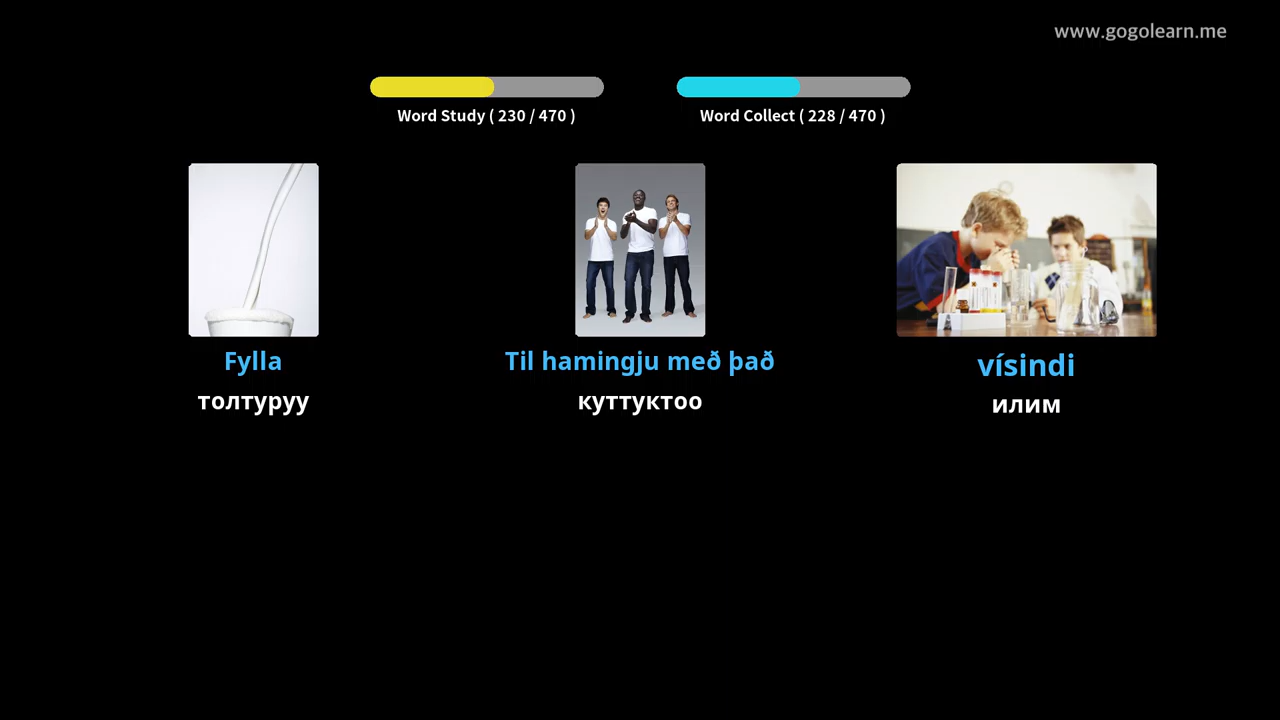 www.gogolearn.me
Word Study ( 230 / 470 )
Word Collect ( 228 / 470 )
Fylla
Til hamingju með það
vísindi
толтуруу
куттуктоо
илим